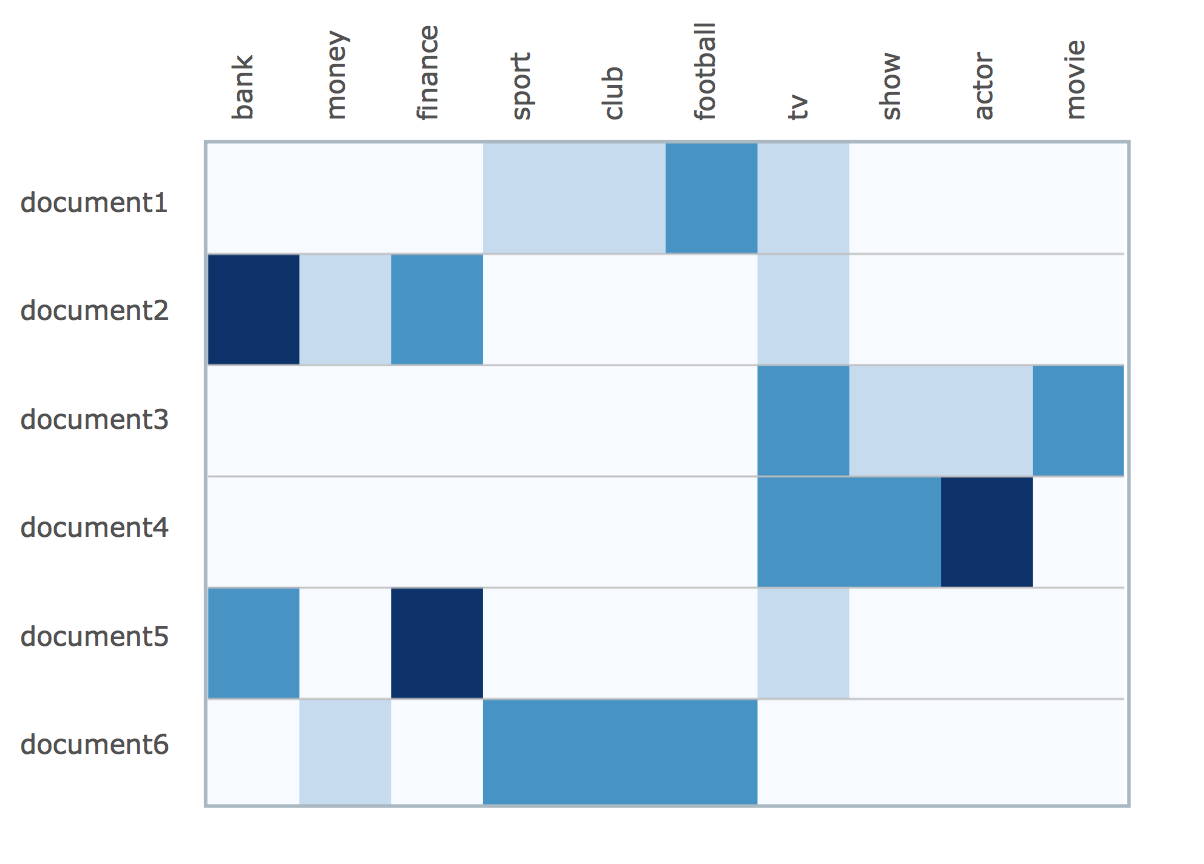 bank
money
finance
sport
club
football
tv
show
actor
movie
document1
document2
document3
document4
document5
document6